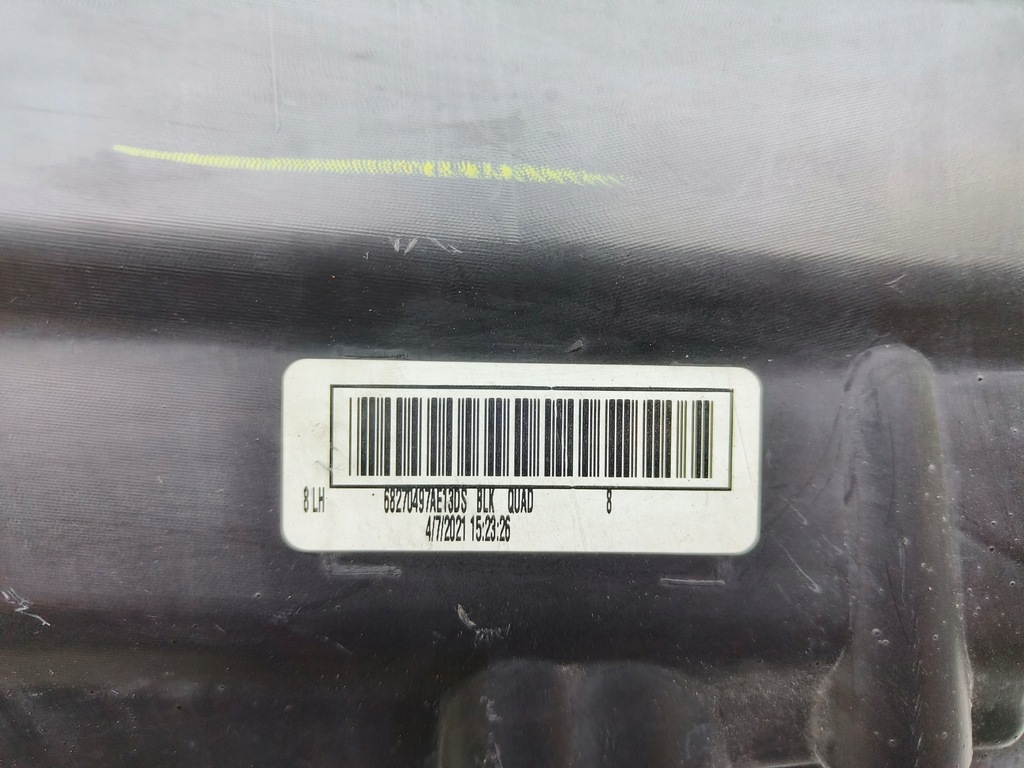 8 LH 68270497AE13DS BLK QUAD 8
4/7/2021 15:23:26